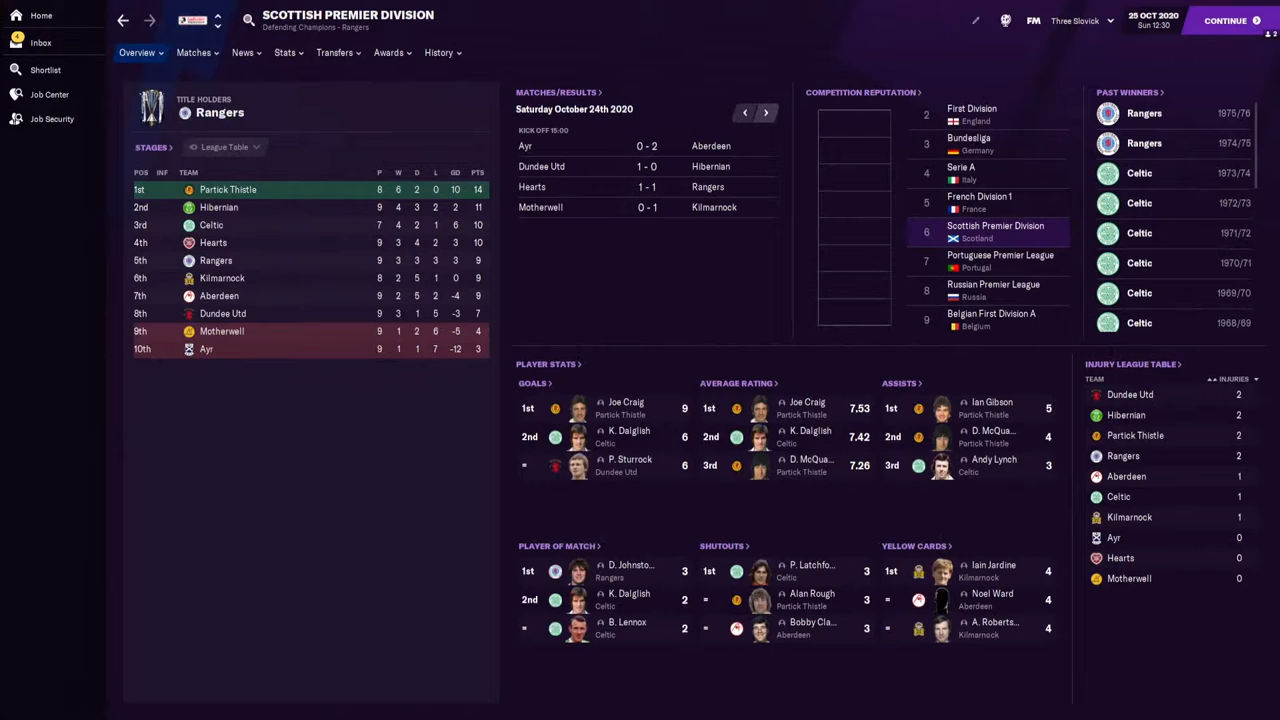 Home
4
Inbox
Shortlist
Job Center
Job Security
SCOTTISH PREMIER DIVISION
Defending Champions - Rangers
FM
Three Slovick
25 OCT 2020
Sun 12:30
CONTINUE
2
Overview
Matches
News
Stats
Transfers
Awards
History
TITLE HOLDERS
Rangers
STAGES
League Table
POS INF TEAM P W D L GD PTS
1st Partick Thistle 8 6 2 0 10 14
2nd Hibernian 9 4 3 2 2 11
3rd Celtic 7 4 2 1 6 10
4th Hearts 9 3 4 2 3 10
5th Rangers 9 3 3 3 3 9
6th Kilmarnock 8 2 5 1 0 9
7th Aberdeen 9 2 5 2 -4 9
8th Dundee Utd 9 3 1 5 -3 7
9th Motherwell 9 1 2 6 -5 4
10th Ayr 9 1 1 7 -12 3
MATCHES/RESULTS
Saturday October 24th 2020
KICK OFF 15:00
Ayr 0 - 2 Aberdeen
Dundee Utd 1 - 0 Hibernian
Hearts 1 - 1 Rangers
Motherwell 0 - 1 Kilmarnock
COMPETITION REPUTATION
2 First Division
England
3 Bundesliga
Germany
4 Serie A
Italy
5 French Division 1
France
6 Scottish Premier Division
Scotland
7 Portuguese Premier League
Portugal
8 Russian Premier League
Russia
9 Belgian First Division A
Belgium
PAST WINNERS
Rangers 1975/76
Rangers 1974/75
Celtic 1973/74
Celtic 1972/73
Celtic 1971/72
Celtic 1970/71
Celtic 1969/70
Celtic 1968/69
PLAYER STATS
GOALS
1st Joe Craig 9
Partick Thistle
2nd K. Dalglish 6
Celtic
= P. Sturrock 6
Dundee Utd
AVERAGE RATING
1st Joe Craig 7.53
Partick Thistle
2nd K. Dalglish 7.42
Celtic
3rd D. McQua... 7.26
Partick Thistle
ASSISTS
1st Ian Gibson 5
Partick Thistle
2nd D. McQua... 4
Partick Thistle
3rd Andy Lynch 3
Celtic
PLAYER OF MATCH
1st D. Johnsto... 3
Rangers
2nd K. Dalglish 2
Celtic
= B. Lennox 2
Celtic
SHUTOUTS
1st P. Latchfo... 3
Celtic
= Alan Rough 3
Partick Thistle
= Bobby Cla... 3
Aberdeen
YELLOW CARDS
1st Iain Jardine 4
Kilmarnock
= Noel Ward 4
Aberdeen
= A. Roberts... 4
Kilmarnock
INJURY LEAGUE TABLE
TEAM INJURIES
Dundee Utd 2
Hibernian 2
Partick Thistle 2
Rangers 2
Aberdeen 1
Celtic 1
Kilmarnock 1
Ayr 0
Hearts 0
Motherwell 0